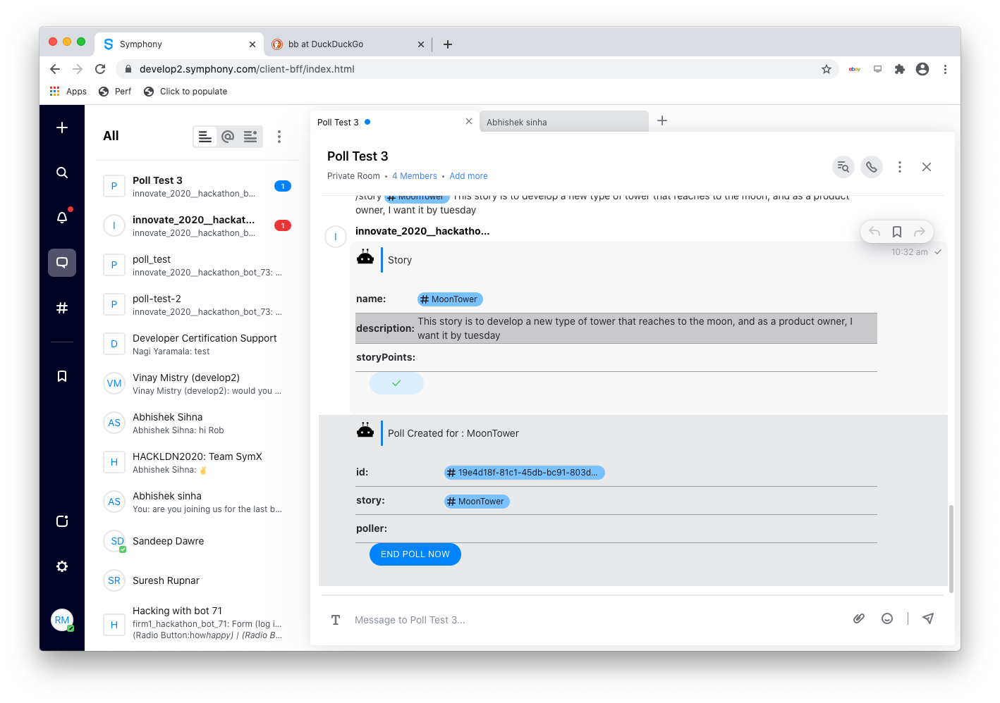 Symphony
bb at DuckDuckGo
develop2.symphony.com/client-bff/index.html
ebay
Apps
Perf
Click to populate
All
P
Poll Test 3
innovate_2020__hackathon_b...
1
I
innovate_2020__hackat...
innovate_2020__hackathon_b...
1
P
poll_test
innovate_2020__hackathon_bot_73: ...
P
poll-test-2
innovate_2020__hackathon_bot_73: ...
D
Developer Certification Support
Nagi Yaramala: test
VM
Vinay Mistry (develop2)
Vinay Mistry (develop2): would you ...
AS
Abhishek Sihna
Abhishek Sihna: hi Rob
H
HACKLDN2020: Team SymX
Abhishek Sihna: ✌
AS
Abhishek sinha
You: are you joining us for the last b...
SD
Sandeep Dawre
SR
Suresh Rupnar
H
Hacking with bot 71
firm1_hackathon_bot_71: Form (log i...
(Radio Button:howhappy) | (Radio B...
RM
Poll Test 3
Abhishek sinha
Poll Test 3
Private Room • 4 Members • Add more
/story # MoonTower This story is to develop a new type of tower that reaches to the moon, and as a product
owner, I want it by tuesday
I
innovate_2020__hackatho...
10:32 am
Story
name: # MoonTower
description: This story is to develop a new type of tower that reaches to the moon, and as a product owner, I
want it by tuesday
storyPoints:
Poll Created for : MoonTower
id: # 19e4d18f-81c1-45db-bc91-803d...
story: # MoonTower
poller:
END POLL NOW
T
Message to Poll Test 3...